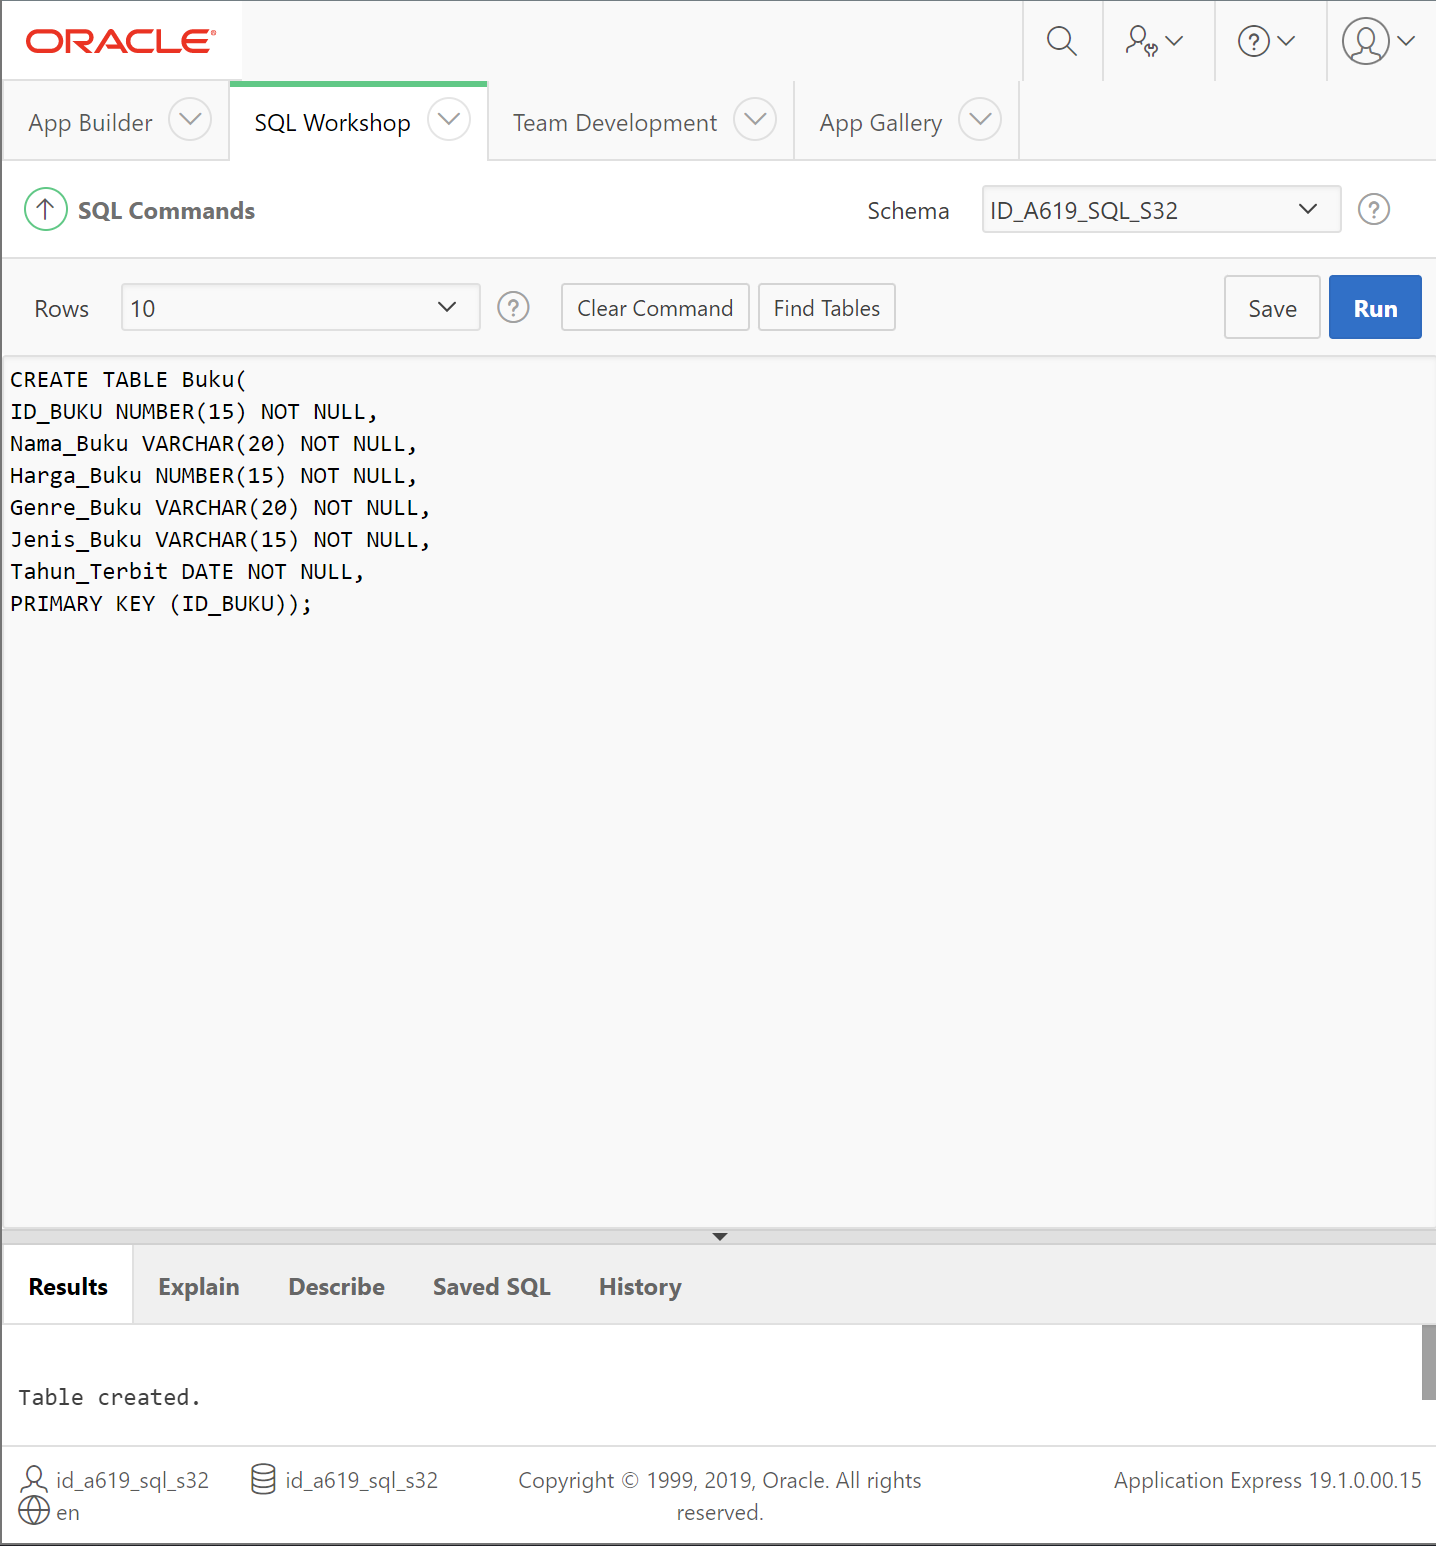 ORACLE®
App Builder SQL Workshop Team Development App Gallery
SQL Commands Schema ID_A619_SQL_S32 ?
Rows 10 ? Clear Command Find Tables Save Run
CREATE TABLE Buku(
ID_BUKU NUMBER(15) NOT NULL,
Nama_Buku VARCHAR(20) NOT NULL,
Harga_Buku NUMBER(15) NOT NULL,
Genre_Buku VARCHAR(20) NOT NULL,
Jenis_Buku VARCHAR(15) NOT NULL,
Tahun_Terbit DATE NOT NULL,
PRIMARY KEY (ID_BUKU));
Results Explain Describe Saved SQL History
Table created.
id_a619_sql_s32 id_a619_sql_s32 Copyright © 1999, 2019, Oracle. All rights Application Express 19.1.0.00.15
en reserved.